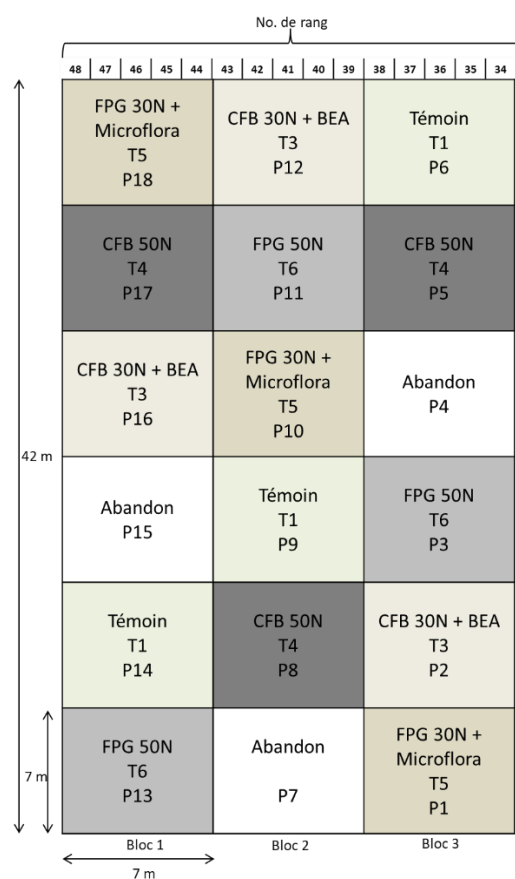 No. de rang
48 47 46 45 44 43 42 41 40 39 38 37 36 35 34
FPG 30N +
Microflora
T5
P18
CFB 30N + BEA
T3
P12
Témoin
T1
P6
CFB 50N
T4
P17
FPG 50N
T6
P11
CFB 50N
T4
P5
CFB 30N + BEA
T3
P16
FPG 30N +
Microflora
T5
P10
Abandon
P4
42 m
Abandon
P15
Témoin
T1
P9
FPG 50N
T6
P3
Témoin
T1
P14
CFB 50N
T4
P8
CFB 30N + BEA
T3
P2
7 m
FPG 50N
T6
P13
Abandon
P7
FPG 30N +
Microflora
T5
P1
Bloc 1 Bloc 2 Bloc 3
7 m